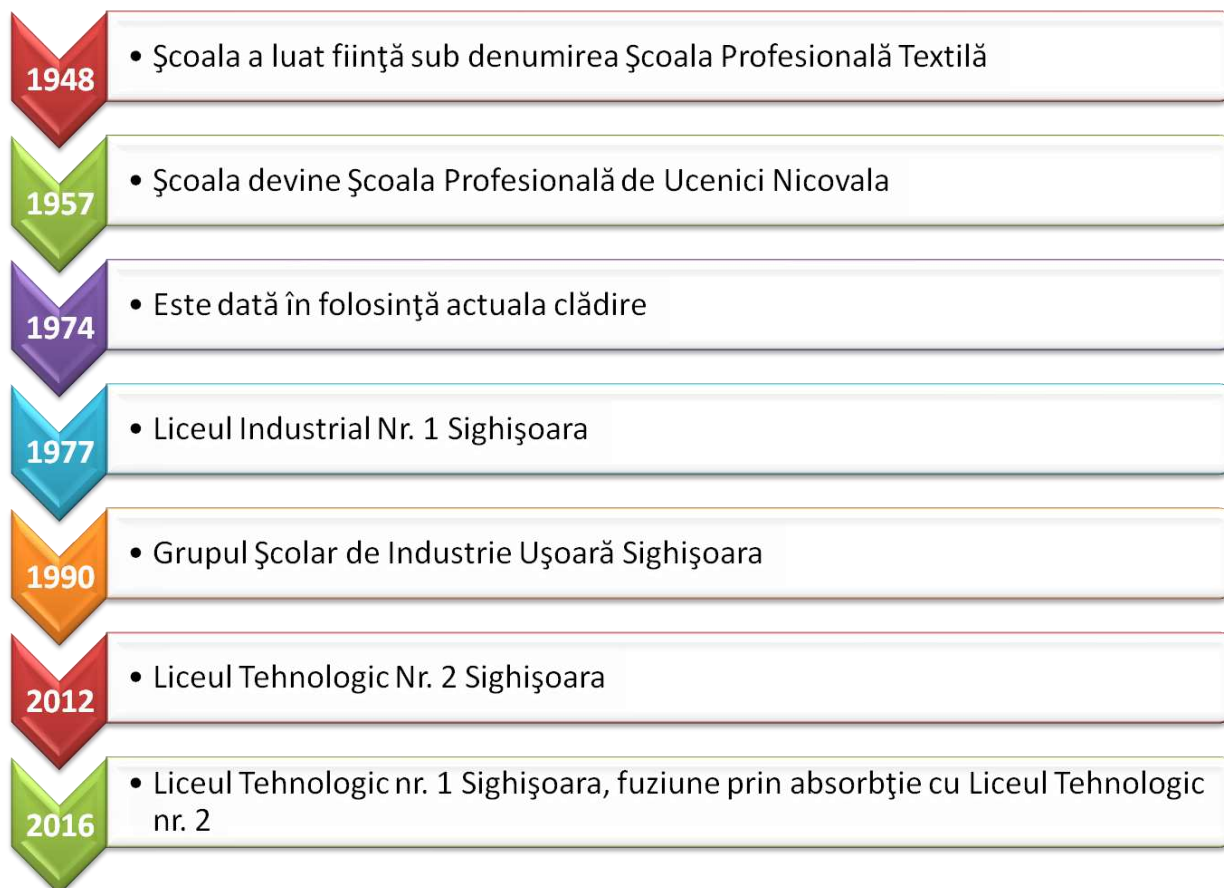 1948
• Şcoala a luat fiinţă sub denumirea Şcoala Profesională Textilă
1957
• Şcoala devine Şcoala Profesională de Ucenici Nicovala
1974
• Este dată în folosinţă actuala clădire
1977
• Liceul Industrial Nr. 1 Sighişoara
1990
• Grupul Şcolar de Industrie Uşoară Sighişoara
2012
• Liceul Tehnologic Nr. 2 Sighişoara
2016
• Liceul Tehnologic nr. 1 Sighişoara, fuziune prin absorbţie cu Liceul Tehnologic
nr. 2